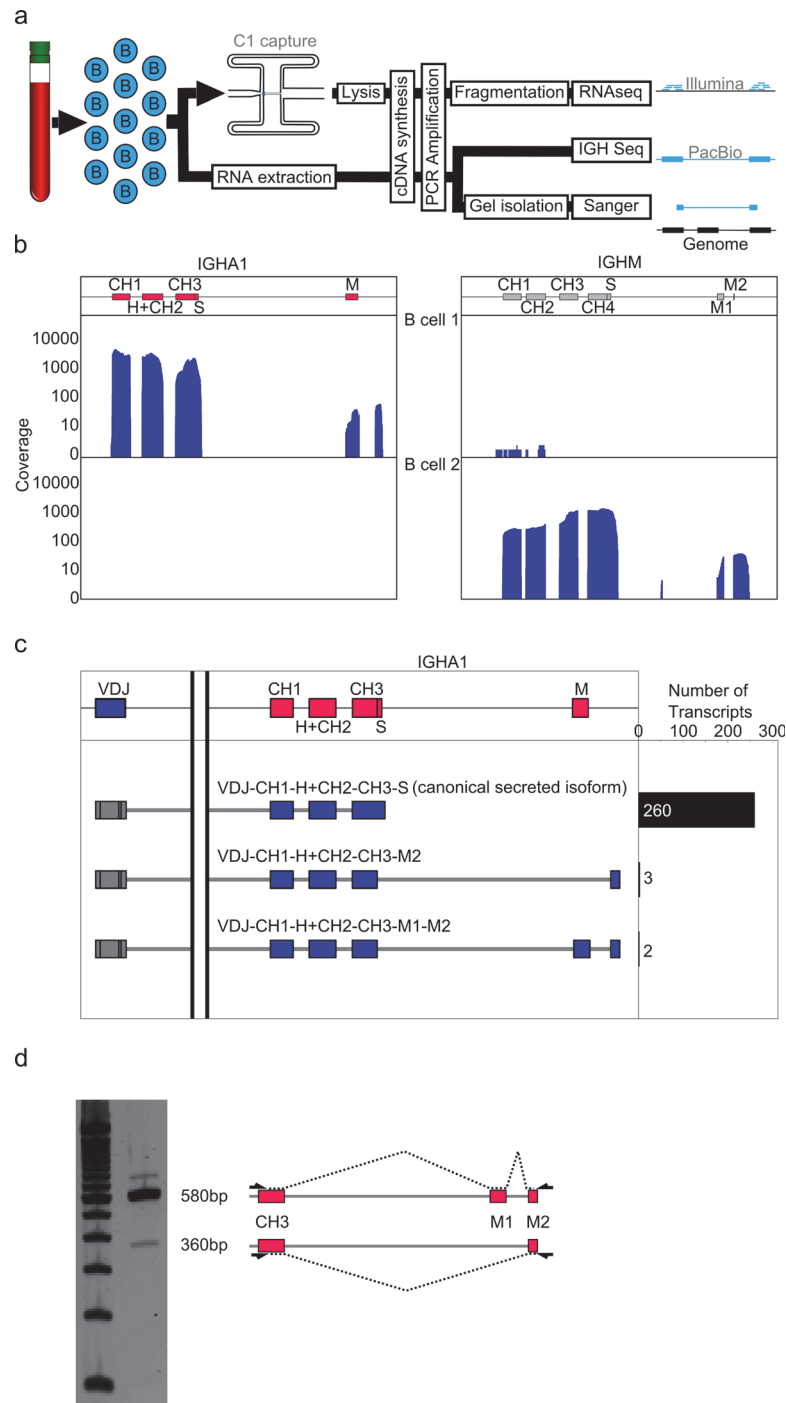 a
C1 capture
B B B B B B B B B B B B B
Lysis
cDNA synthesis
PCR Amplification
Fragmentation
RNAseq
Illumina
IGH Seq
PacBio
RNA extraction
Gel isolation
Sanger
Genome
b
IGHA1
IGHM
CH1 CH3 M
H+CH2 S
CH1 CH3 S M2
CH2 CH4 M1
B cell 1
10000
1000
100
10
0
Coverage
B cell 2
10000
1000
100
10
0
c
IGHA1
VDJ CH1 CH3 M
H+CH2 S
Number of
Transcripts
0 100 200 300
VDJ-CH1-H+CH2-CH3-S (canonical secreted isoform)
260
VDJ-CH1-H+CH2-CH3-M2
3
VDJ-CH1-H+CH2-CH3-M1-M2
2
d
580bp
CH3 M1 M2
360bp